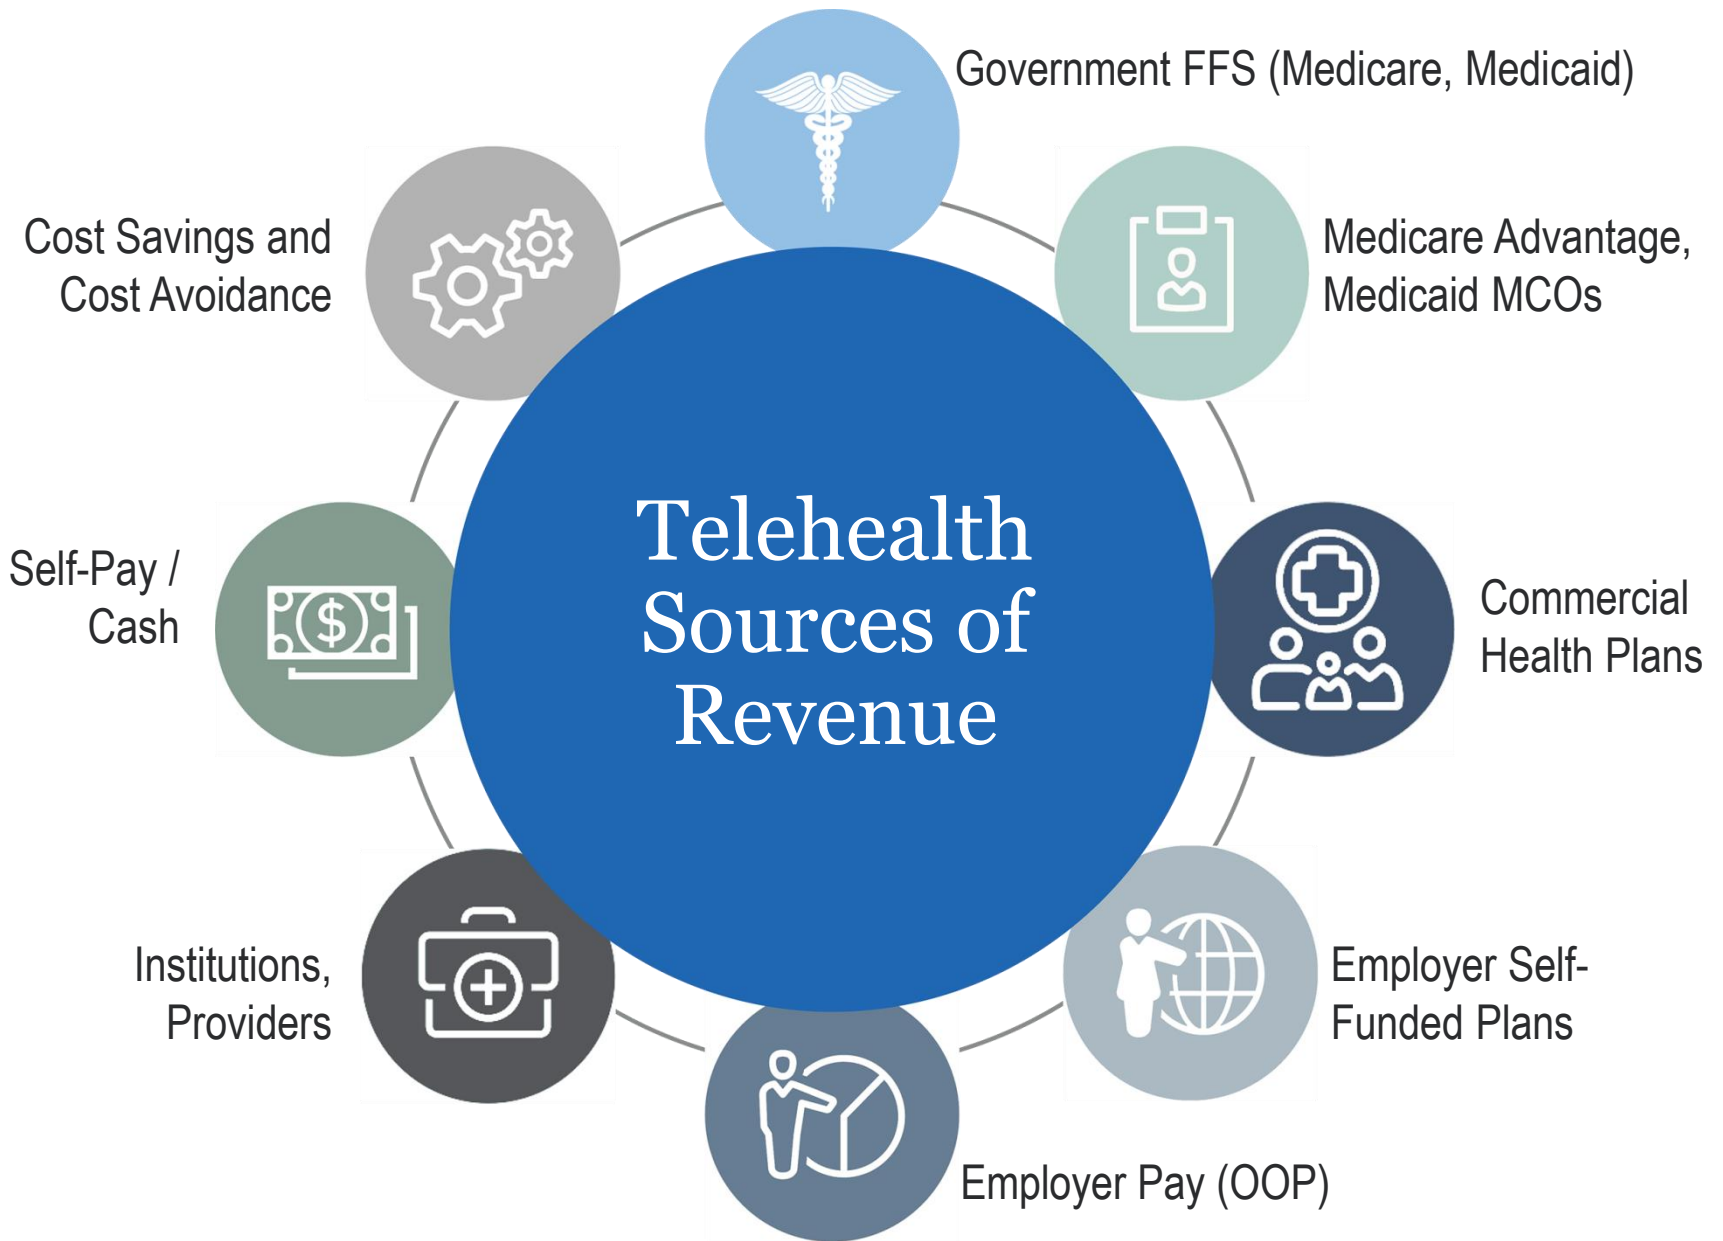 Government FFS (Medicare, Medicaid)
Cost Savings and
Cost Avoidance
Medicare Advantage,
Medicaid MCOs
Telehealth
Sources of
Revenue
Self-Pay /
Cash
$
Commercial
Health Plans
Institutions,
Providers
Employer Self-
Funded Plans
Employer Pay (OOP)